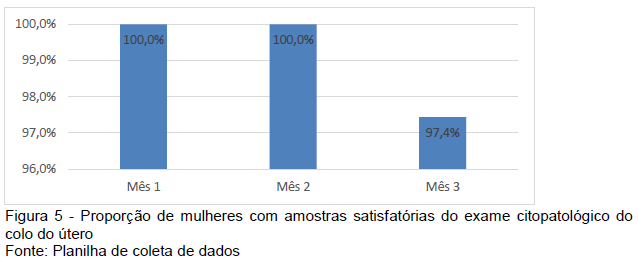 100,0%
99,0%
98,0%
97,0%
96,0%
100,0%
100,0%
97,4%
Mês 1
Mês 2
Mês 3
Figura 5 - Proporção de mulheres com amostras satisfatórias do exame citopatológico do
colo do útero
Fonte: Planilha de coleta de dados